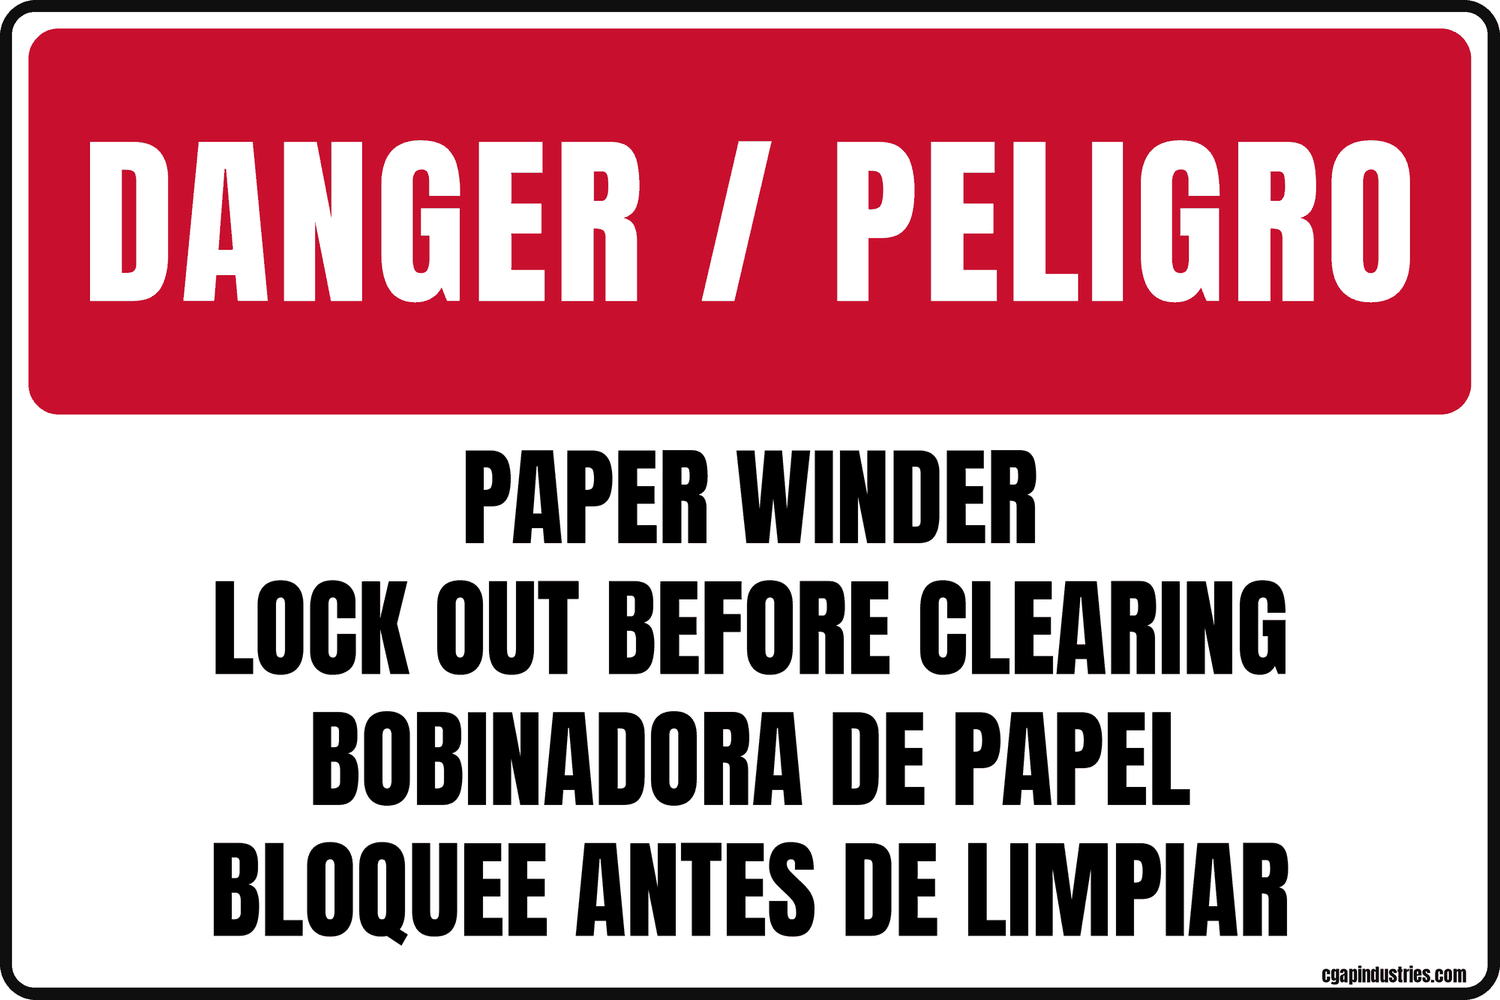 DANGER / PELIGRO
PAPER WINDER
LOCK OUT BEFORE CLEARING
BOBINADORA DE PAPEL
BLOQUEE ANTES DE LIMPIAR
cgapindustries.com